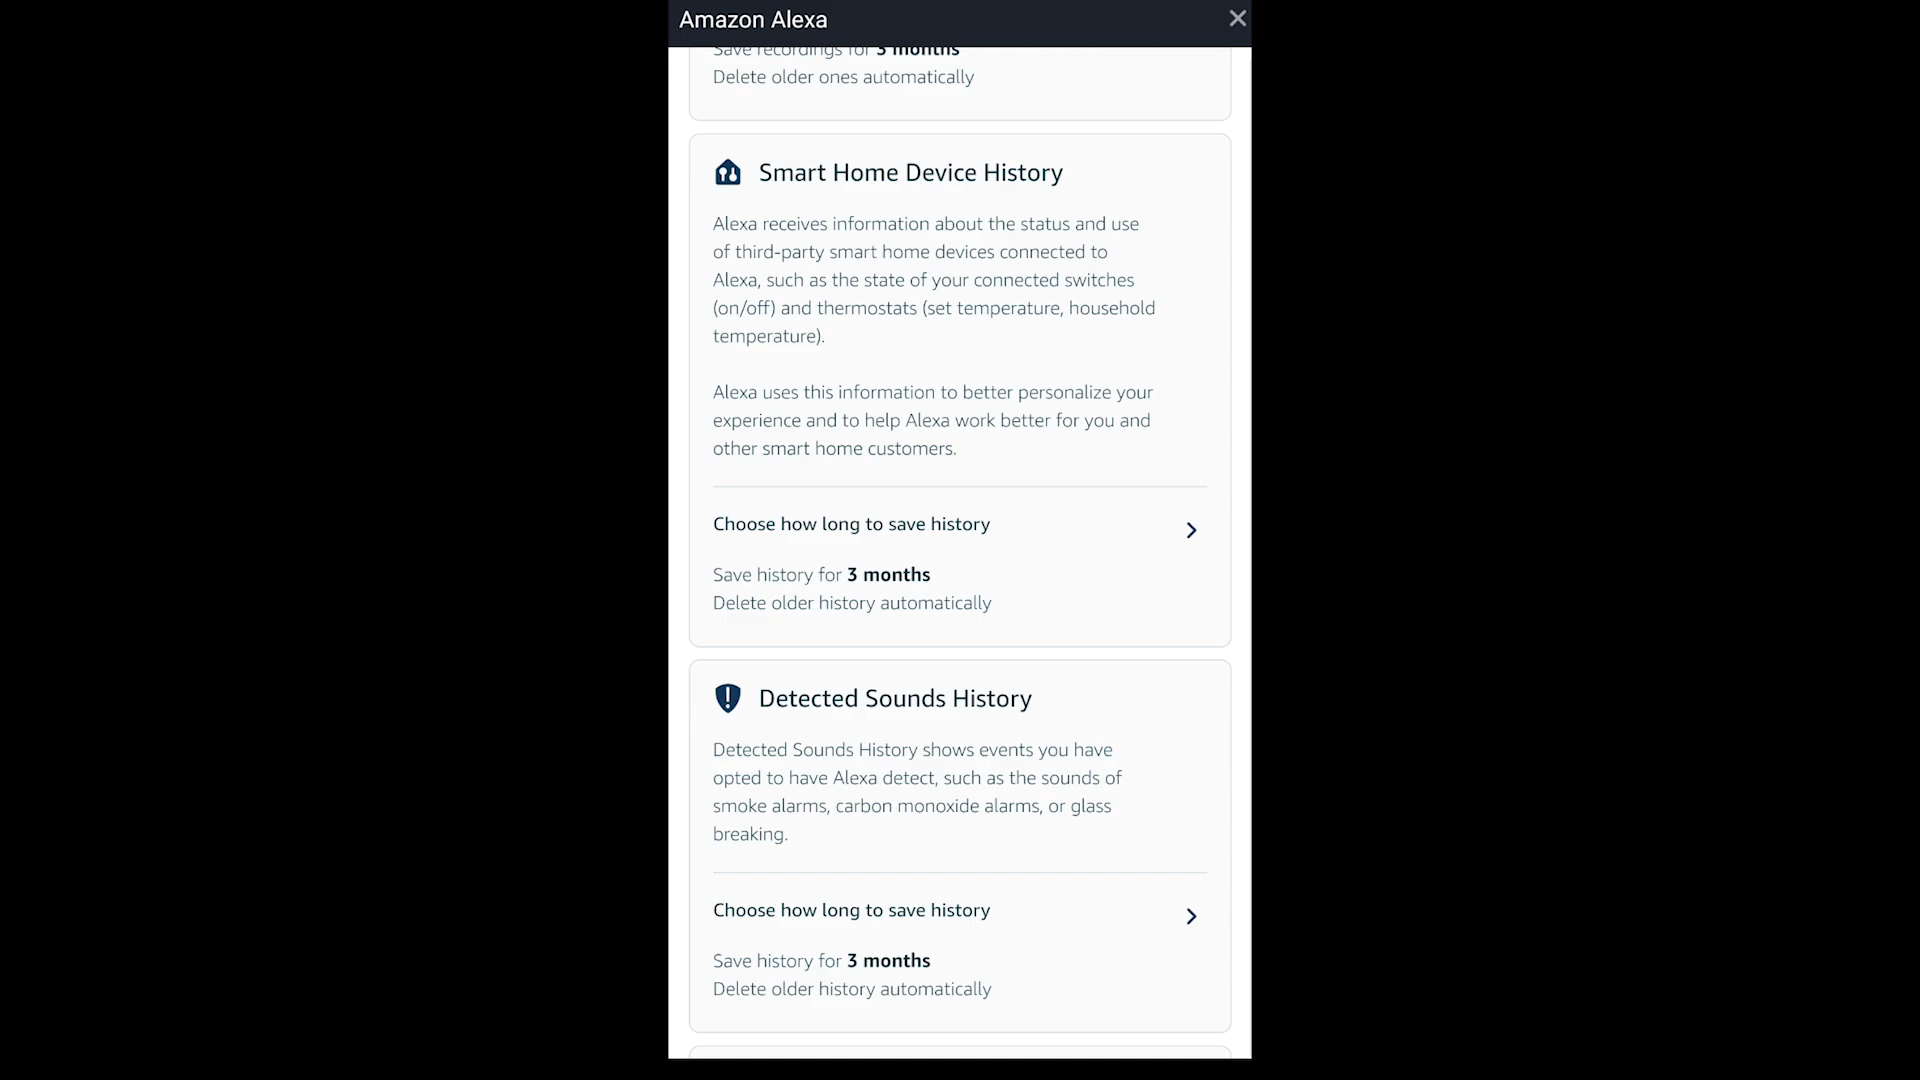 Amazon Alexa
Save recordings for 3 months
Delete older ones automatically
Smart Home Device History
Alexa receives information about the status and use
of third-party smart home devices connected to
Alexa, such as the state of your connected switches
(on/off) and thermostats (set temperature, household
temperature).
Alexa uses this information to better personalize your
experience and to help Alexa work better for you and
other smart home customers.
Choose how long to save history
Save history for 3 months
Delete older history automatically
Detected Sounds History
Detected Sounds History shows events you have
opted to have Alexa detect, such as the sounds of
smoke alarms, carbon monoxide alarms, or glass
breaking.
Choose how long to save history
Save history for 3 months
Delete older history automatically